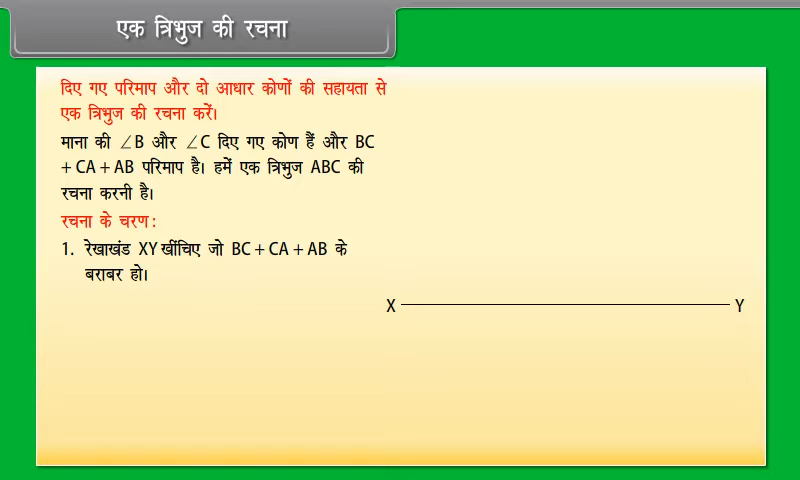 एक त्रिभुज की रचना
दिए गए परिमाप और दो आधार कोणों की सहायता से
एक त्रिभुज की रचना करें।
माना की ∠B और ∠C दिए गए कोण हैं और BC
+ CA + AB परिमाप है। हमें एक त्रिभुज ABC की
रचना करनी है।
रचना के चरण :
1. रेखाखंड XY खींचिए जो BC + CA + AB के
बराबर हो।
X Y